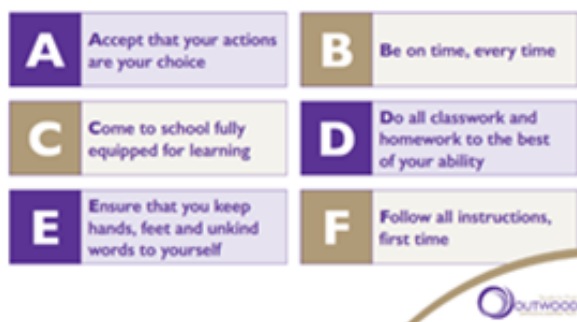 A
Accept that your actions
are your choice
B
Be on time, every time
C
Come to school fully
equipped for learning
D
Do all classwork and
homework to the best
of your ability
E
Ensure that you keep
hands, feet and unkind
words to yourself
F
Follow all instructions,
first time
OUTWOOD